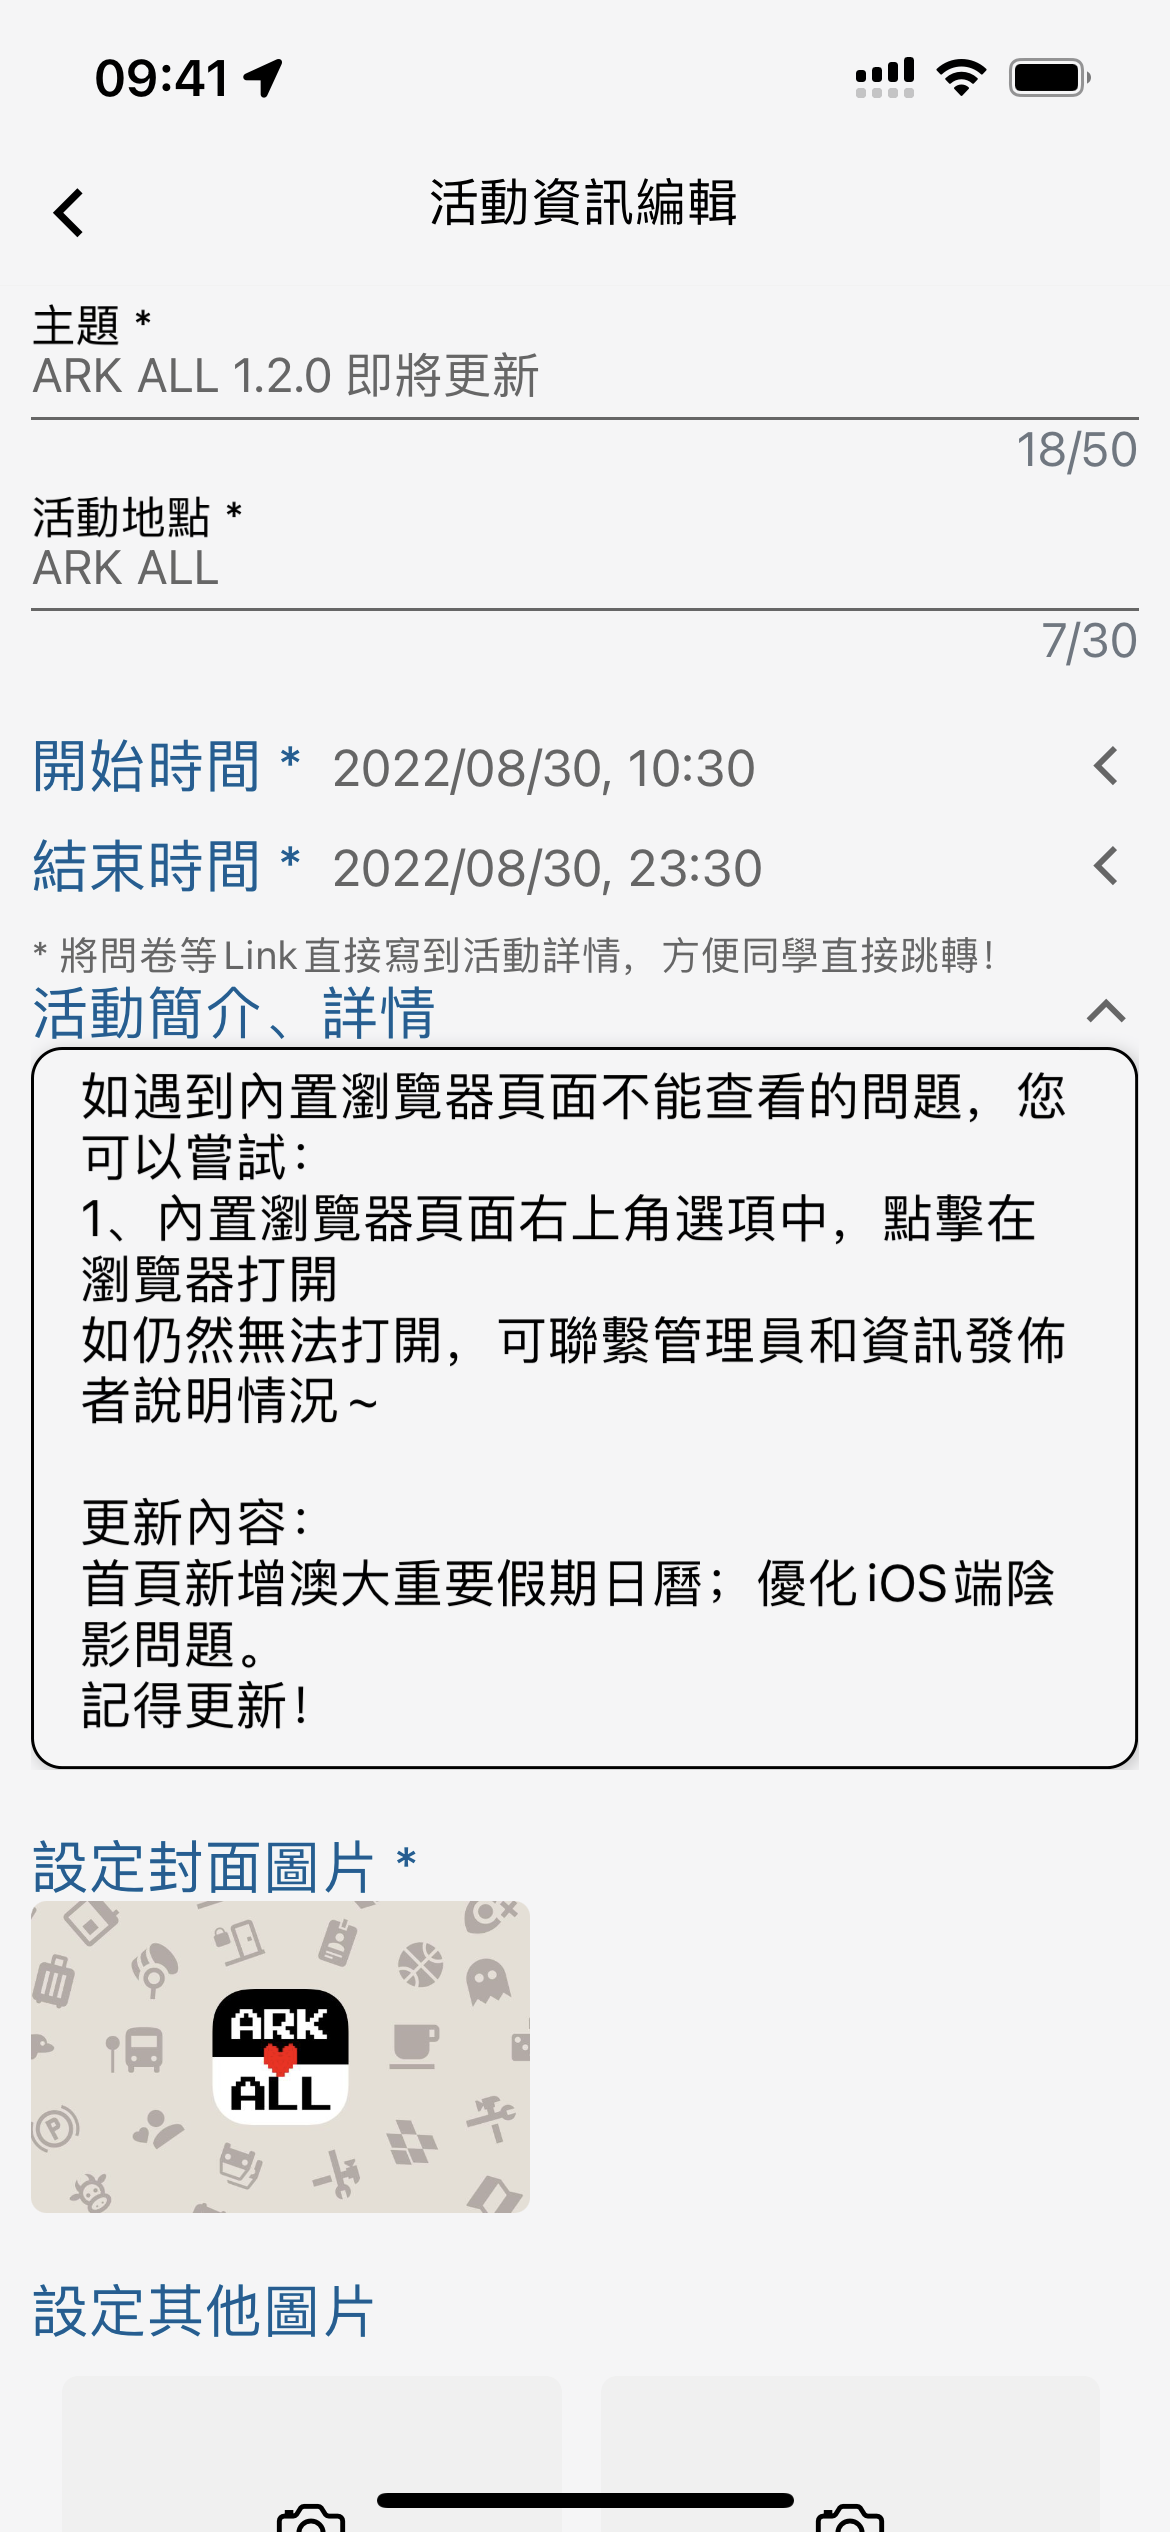 09:41
活動資訊編輯
主題 *
ARK ALL 1.2.0 即將更新
18/50
活動地點 *
ARK ALL
7/30
開始時間 * 2022/08/30, 10:30
結束時間 * 2022/08/30, 23:30
* 將問卷等Link直接寫到活動詳情，方便同學直接跳轉！
活動簡介、詳情
如遇到內置瀏覽器頁面不能查看的問題，您
可以嘗試：
1、內置瀏覽器頁面右上角選項中，點擊在
瀏覽器打開
如仍然無法打開，可聯繫管理員和資訊發佈
者說明情況~
更新內容：
首頁新增澳大重要假期日曆；優化iOS端陰
影問題。
記得更新！
設定封面圖片 *
ARK
ALL
設定其他圖片